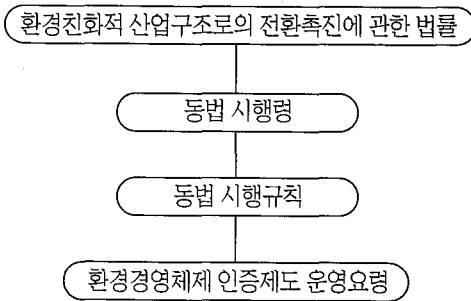 환경친화적 산업구조로의 전환촉진에 관한 법률
동법 시행령
동법 시행규칙
환경경영체제 인증제도 운영요령